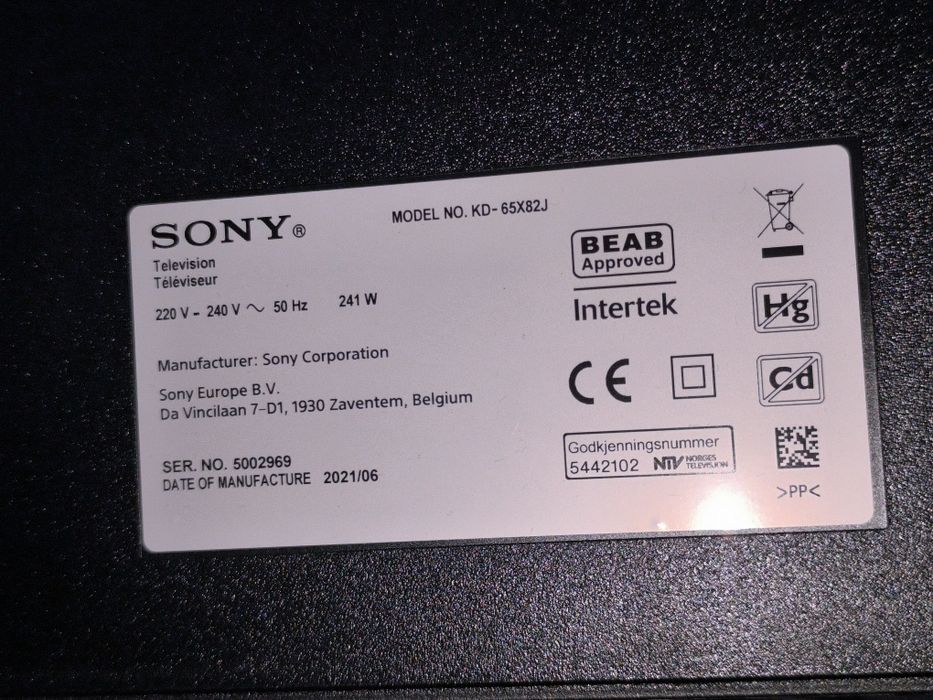 SONY®
MODEL NO. KD-65X82J
Television
Téléviseur
220 V - 240 V ~ 50 Hz 241 W
Manufacturer: Sony Corporation
Sony Europe B.V.
Da Vincilaan 7-D1, 1930 Zaventem, Belgium
SER. NO. 5002969
DATE OF MANUFACTURE 2021/06
BEAB
Approved
Intertek
CE
Godkjenningsnummer
5442102 NTV NORGES
TELEVISJON
Hg
Cd
>PP<